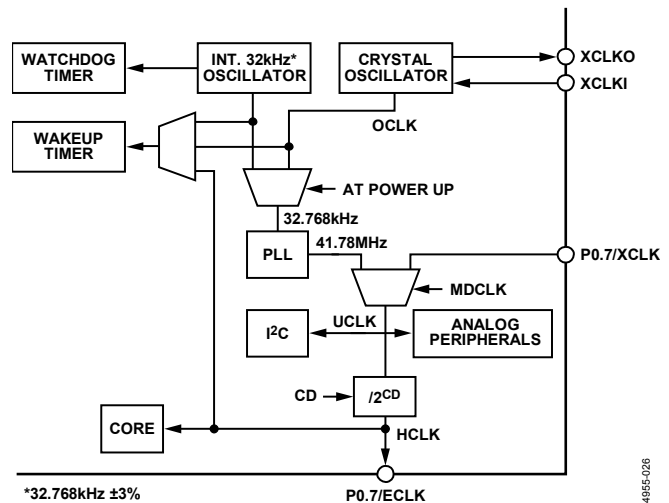 WATCHDOG
TIMER
INT. 32kHz*
OSCILLATOR
CRYSTAL
OSCILLATOR
XCLKO
XCLKI
OCLK
WAKEUP
TIMER
AT POWER UP
32.768kHz
PLL
41.78MHz
P0.7/XCLK
MDCLK
I²C
UCLK
ANALOG
PERIPHERALS
CD
/2ᶜᴰ
CORE
HCLK
*32.768kHz ±3%
P0.7/ECLK
4955-026